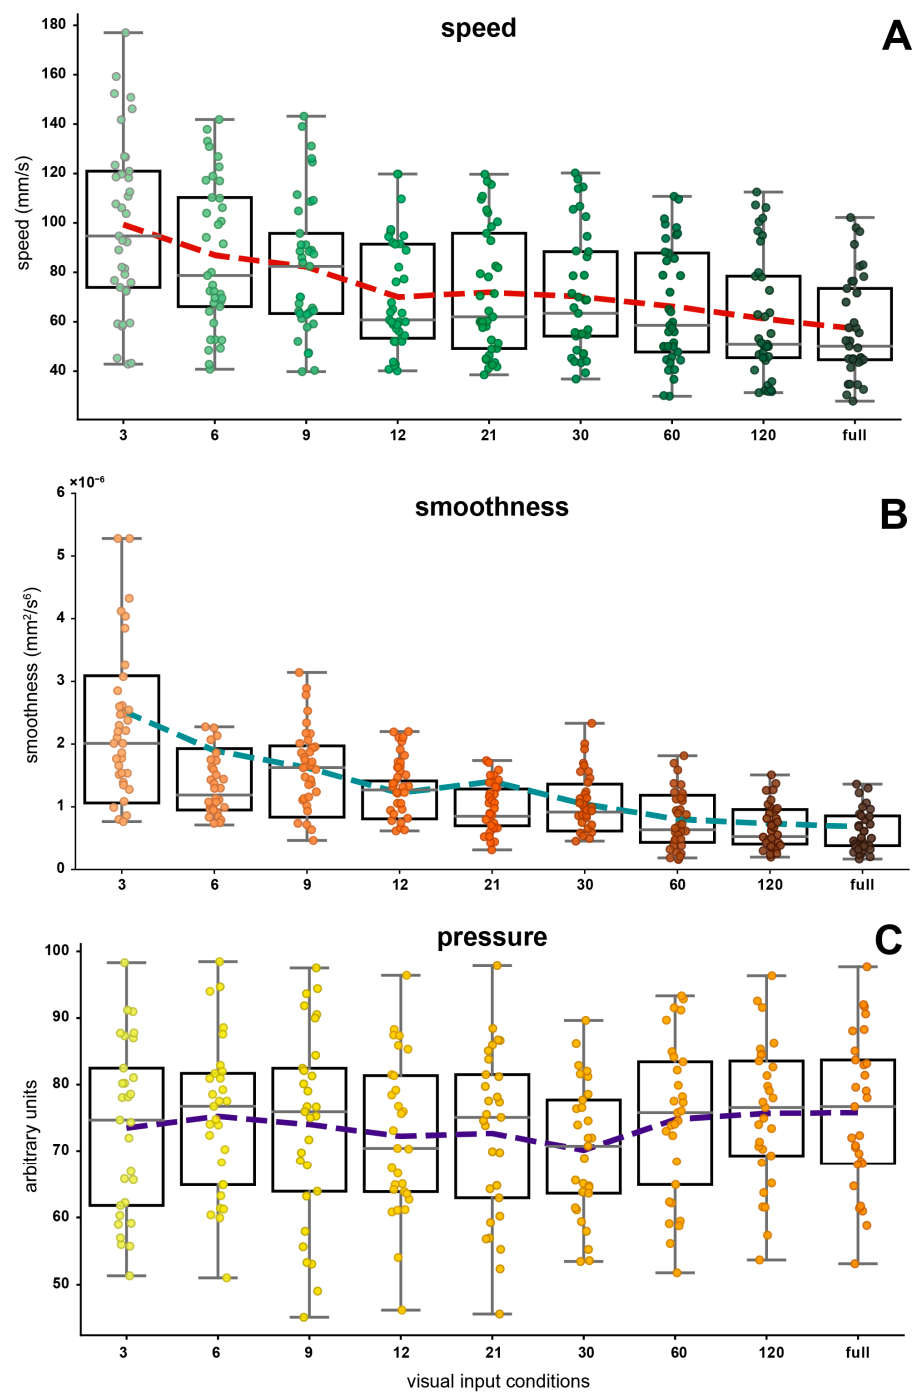 speed
A
speed (mm/s)
180
160
140
120
100
80
60
40
3 6 9 12 21 30 60 120 full
×10⁻⁶
smoothness
B
smoothness (mm²/s⁶)
6
5
4
3
2
1
0
3 6 9 12 21 30 60 120 full
pressure
C
arbitrary units
100
90
80
70
60
50
3 6 9 12 21 30 60 120 full
visual input conditions